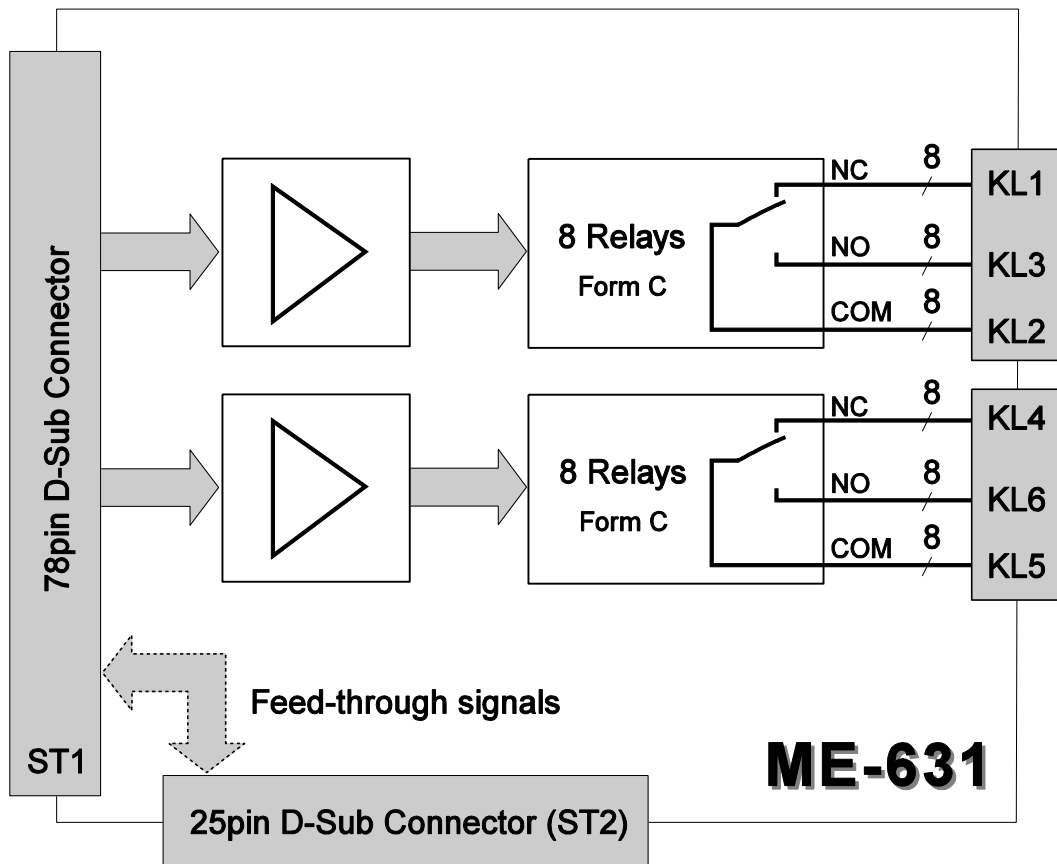 78pin D-Sub Connector
ST1
8 Relays
Form C
NC
8
KL1
NO
8
KL3
COM
8
KL2
8 Relays
Form C
NC
8
KL4
NO
8
KL6
COM
8
KL5
Feed-through signals
ME-631
25pin D-Sub Connector (ST2)